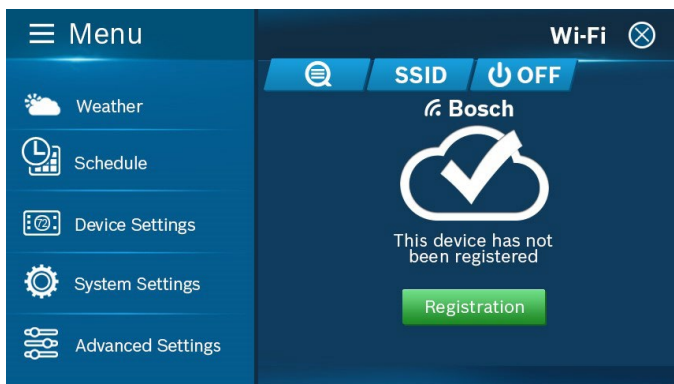 Menu
Wi-Fi
SSID
OFF
Bosch
Weather
Schedule
72
Device Settings
System Settings
Advanced Settings
This device has not
been registered
Registration